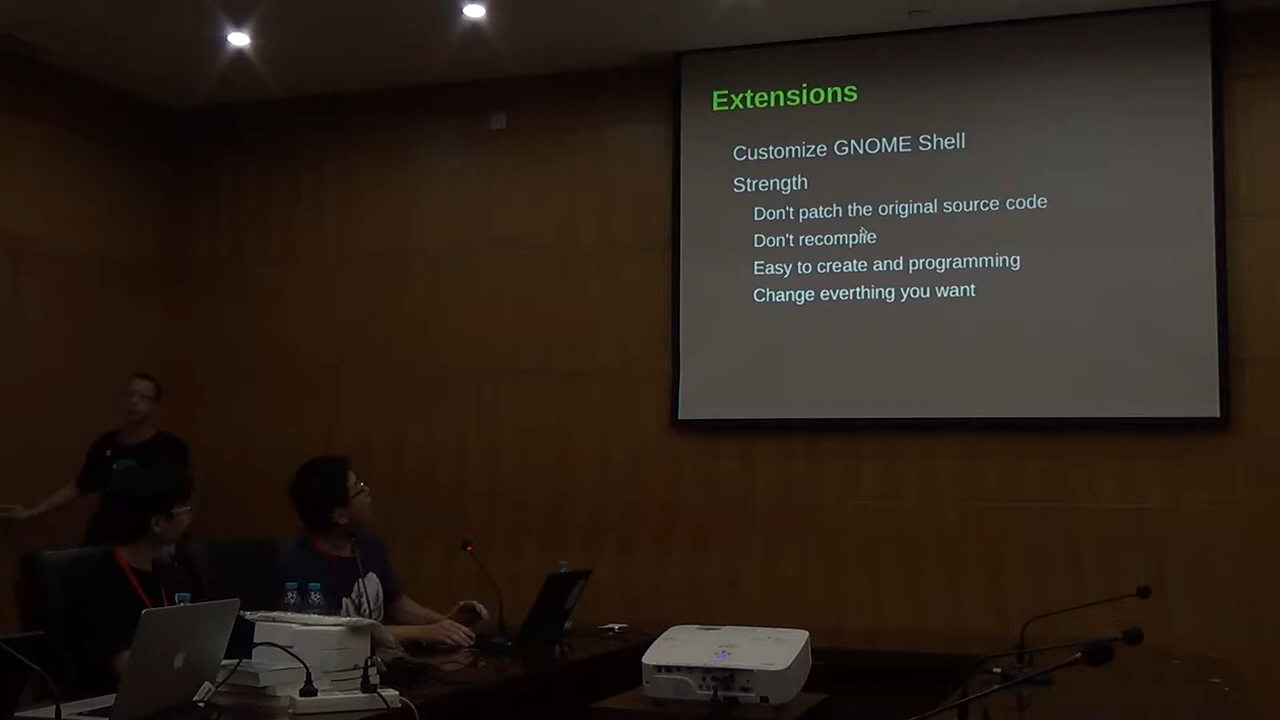 Extensions
Customize GNOME Shell
Strength
Don't patch the original source code
Don't recompile
Easy to create and programming
Change everthing you want